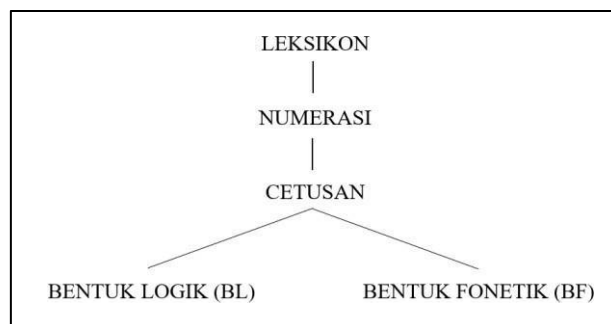 LEKSIKON
NUMERASI
CETUSAN
BENTUK LOGIK (BL) BENTUK FONETIK (BF)